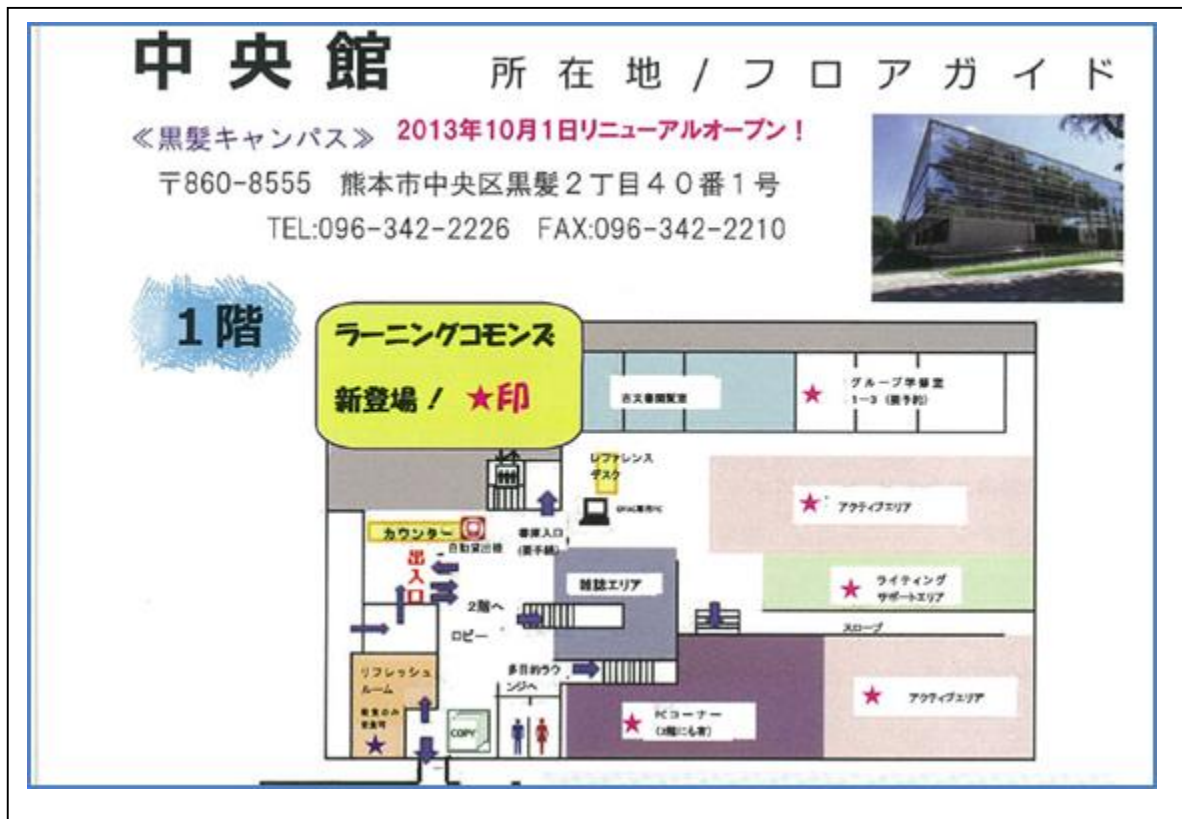 中央館 所在地/フロアガイド
≪黒髪キャンパス≫ 2013年10月1日リニューアルオープン！
〒860-8555 熊本市中央区黒髪２丁目４０番１号
TEL:096-342-2226 FAX:096-342-2210
1階
ラーニングコモンズ
新登場！ ★印
古文書閲覧室
★ グループ学習室
1-3 (要予約)
レファレンス
デスク
★ アクティブエリア
カウンター
自動貸出機
書庫入口
(要手続)
出入口
雑誌エリア
★ ライティング
サポートエリア
2階へ
スロープ
ロビー
リフレッシュ
ルーム
多目的ラウ
ンジへ
★
COPY
★ PCコーナー
★ アクティブエリア